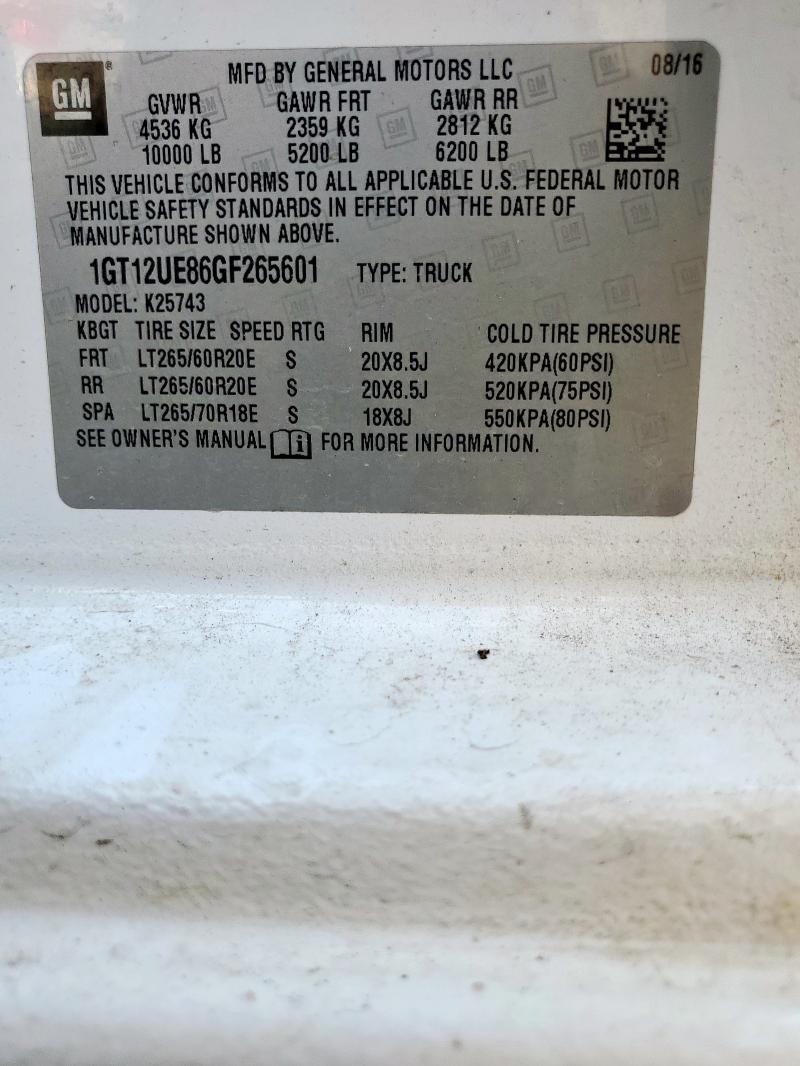 GM
MFD BY GENERAL MOTORS LLC 08/16
GVWR GAWR FRT GAWR RR
4536 KG 2359 KG 2812 KG
10000 LB 5200 LB 6200 LB
THIS VEHICLE CONFORMS TO ALL APPLICABLE U.S. FEDERAL MOTOR
VEHICLE SAFETY STANDARDS IN EFFECT ON THE DATE OF
MANUFACTURE SHOWN ABOVE.
1GT12UE86GF265601 TYPE: TRUCK
MODEL: K25743
KBGT TIRE SIZE SPEED RTG RIM COLD TIRE PRESSURE
FRT LT265/60R20E S 20X8.5J 420KPA(60PSI)
RR LT265/60R20E S 20X8.5J 520KPA(75PSI)
SPA LT265/70R18E S 18X8J 550KPA(80PSI)
SEE OWNER'S MANUAL i FOR MORE INFORMATION.